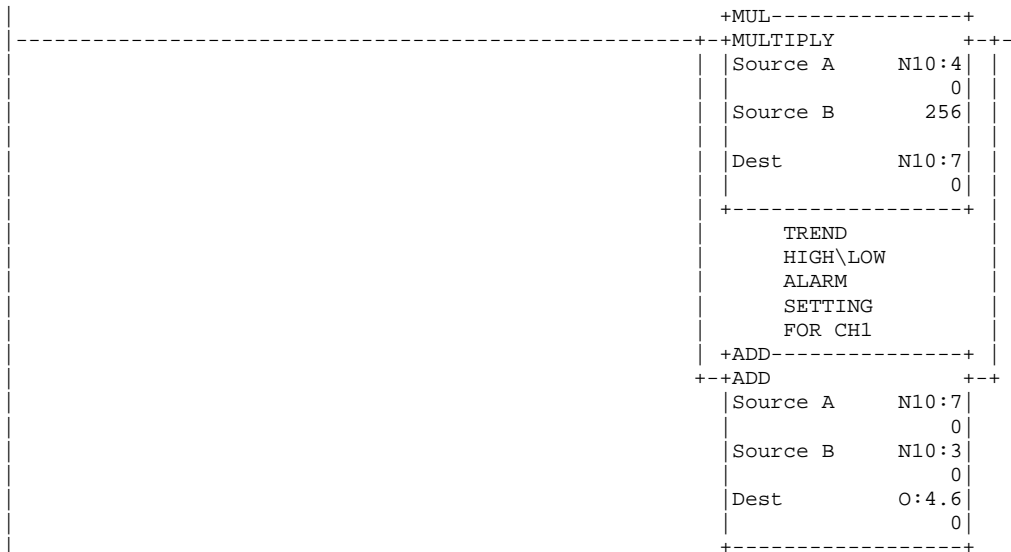 MUL
MULTIPLY
Source A N10:4
0
Source B 256
Dest N10:7
0
TREND
HIGH\LOW
ALARM
SETTING
FOR CH1
ADD
ADD
Source A N10:7
0
Source B N10:3
0
Dest O:4.6
0